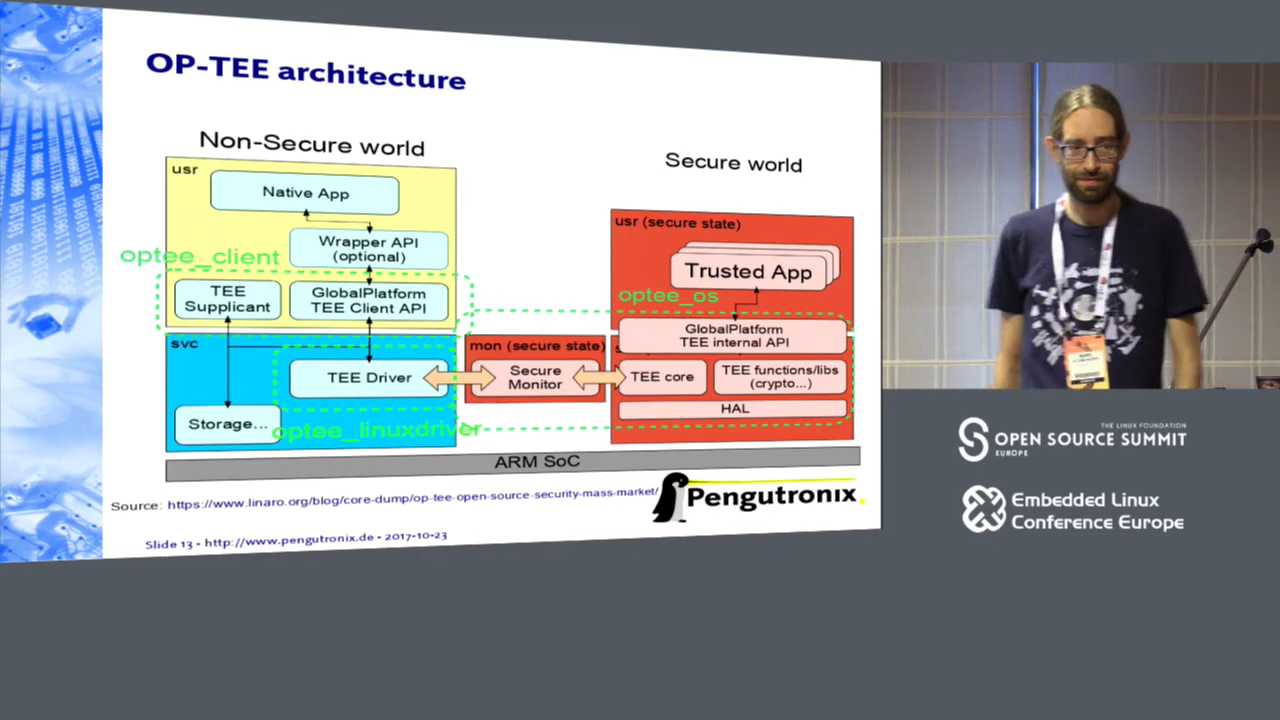 OP-TEE architecture
Non-Secure world
Secure world
usr
Native App
Wrapper API
(optional)
optee_client
TEE
Supplicant
GlobalPlatform
TEE Client API
svc
TEE Driver
Storage...
optee_linuxdriver
mon (secure state)
Secure
Monitor
usr (secure state)
Trusted App
optee_os
GlobalPlatform
TEE internal API
TEE core
TEE functions/libs
(crypto...)
HAL
ARM SoC
Source: https://www.linaro.org/blog/core-dump/op-tee-open-source-security-mass-market/
Pengutronix
Slide 13 - http://www.pengutronix.de - 2017-10-23
THE LINUX FOUNDATION
OPEN SOURCE SUMMIT
EUROPE
Embedded Linux
Conference Europe